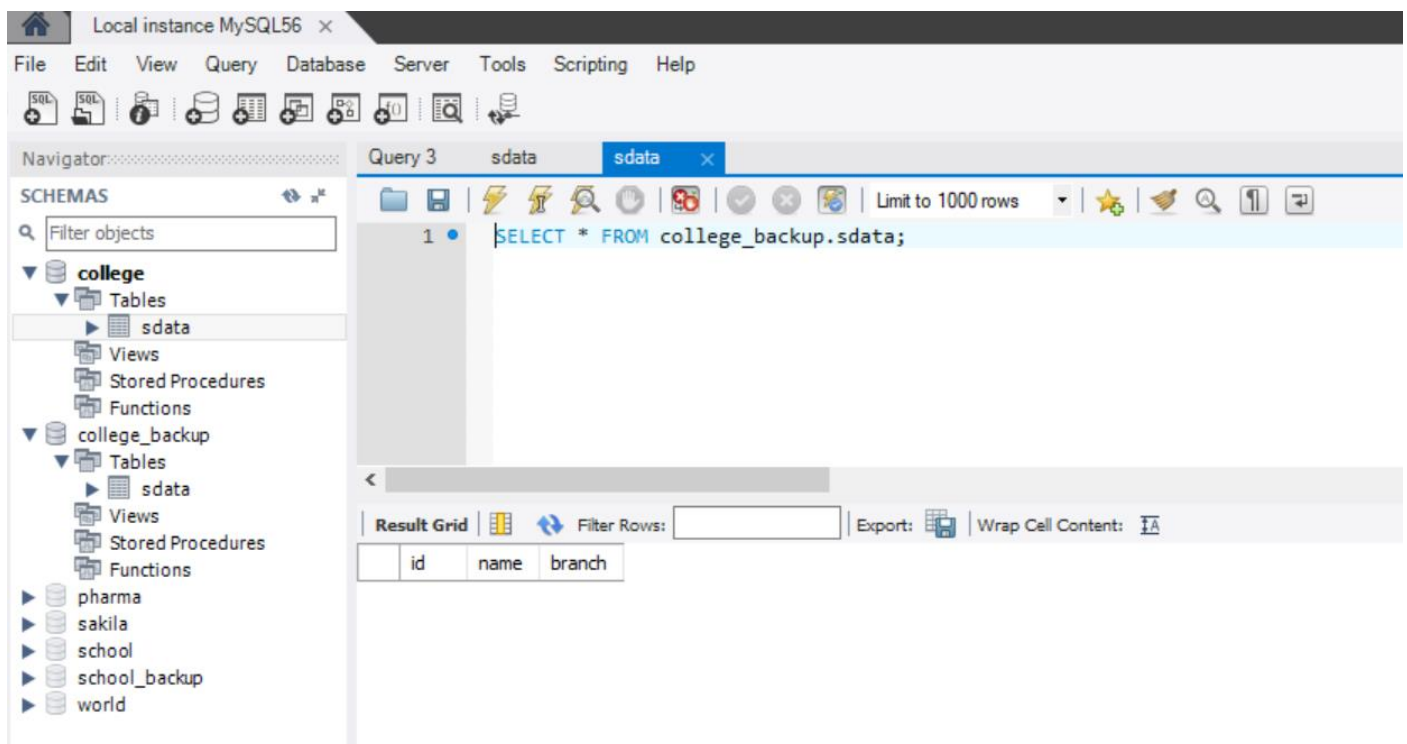 Local instance MySQL56
File Edit View Query Database Server Tools Scripting Help
SQL SQL f()
Navigator
SCHEMAS
Filter objects
college
Tables
sdata
Views
Stored Procedures
Functions
college_backup
Tables
sdata
Views
Stored Procedures
Functions
pharma
sakila
school
school_backup
world
Query 3 sdata sdata
Limit to 1000 rows
1 SELECT * FROM college_backup.sdata;
Result Grid Filter Rows: Export: Wrap Cell Content: IA
id name branch